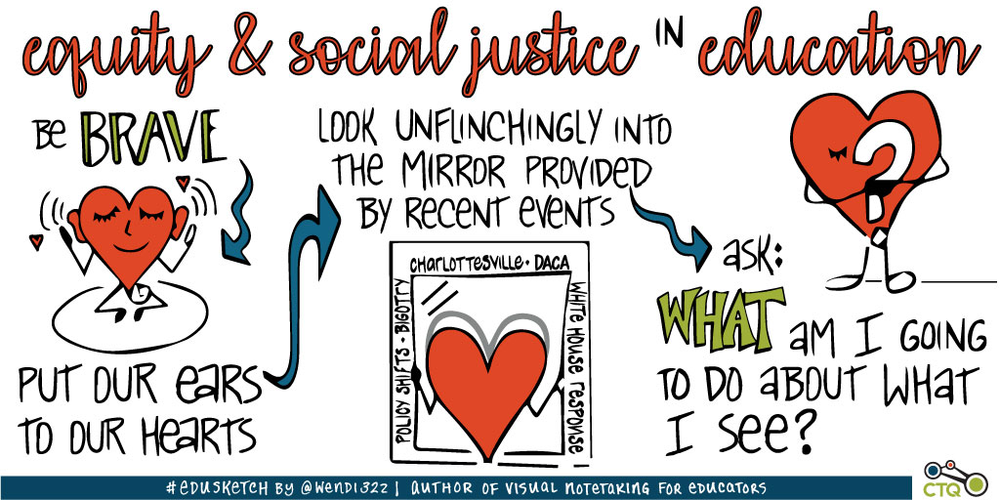 equity & social justice IN education
Be BRAVE
PUT OUR eARS
TO OUR HeARTS
LOOK UNFLINCHINGLY INTO
THE MIRROR PROVIDED
BY RECENT EVENTS
CHARLOTTESVILLE • DACA
POLICY SHIFTS • BIGOTRY
WHITE HOUSE RESPONSE
ASK:
WHAT AM I GOING
TO DO ABOUT WHAT
I SEE?
#EDUSKETCH BY @WENDI322 | AUTHOR OF VISUAL NOTETAKING FOR EDUCATORS
CTQ